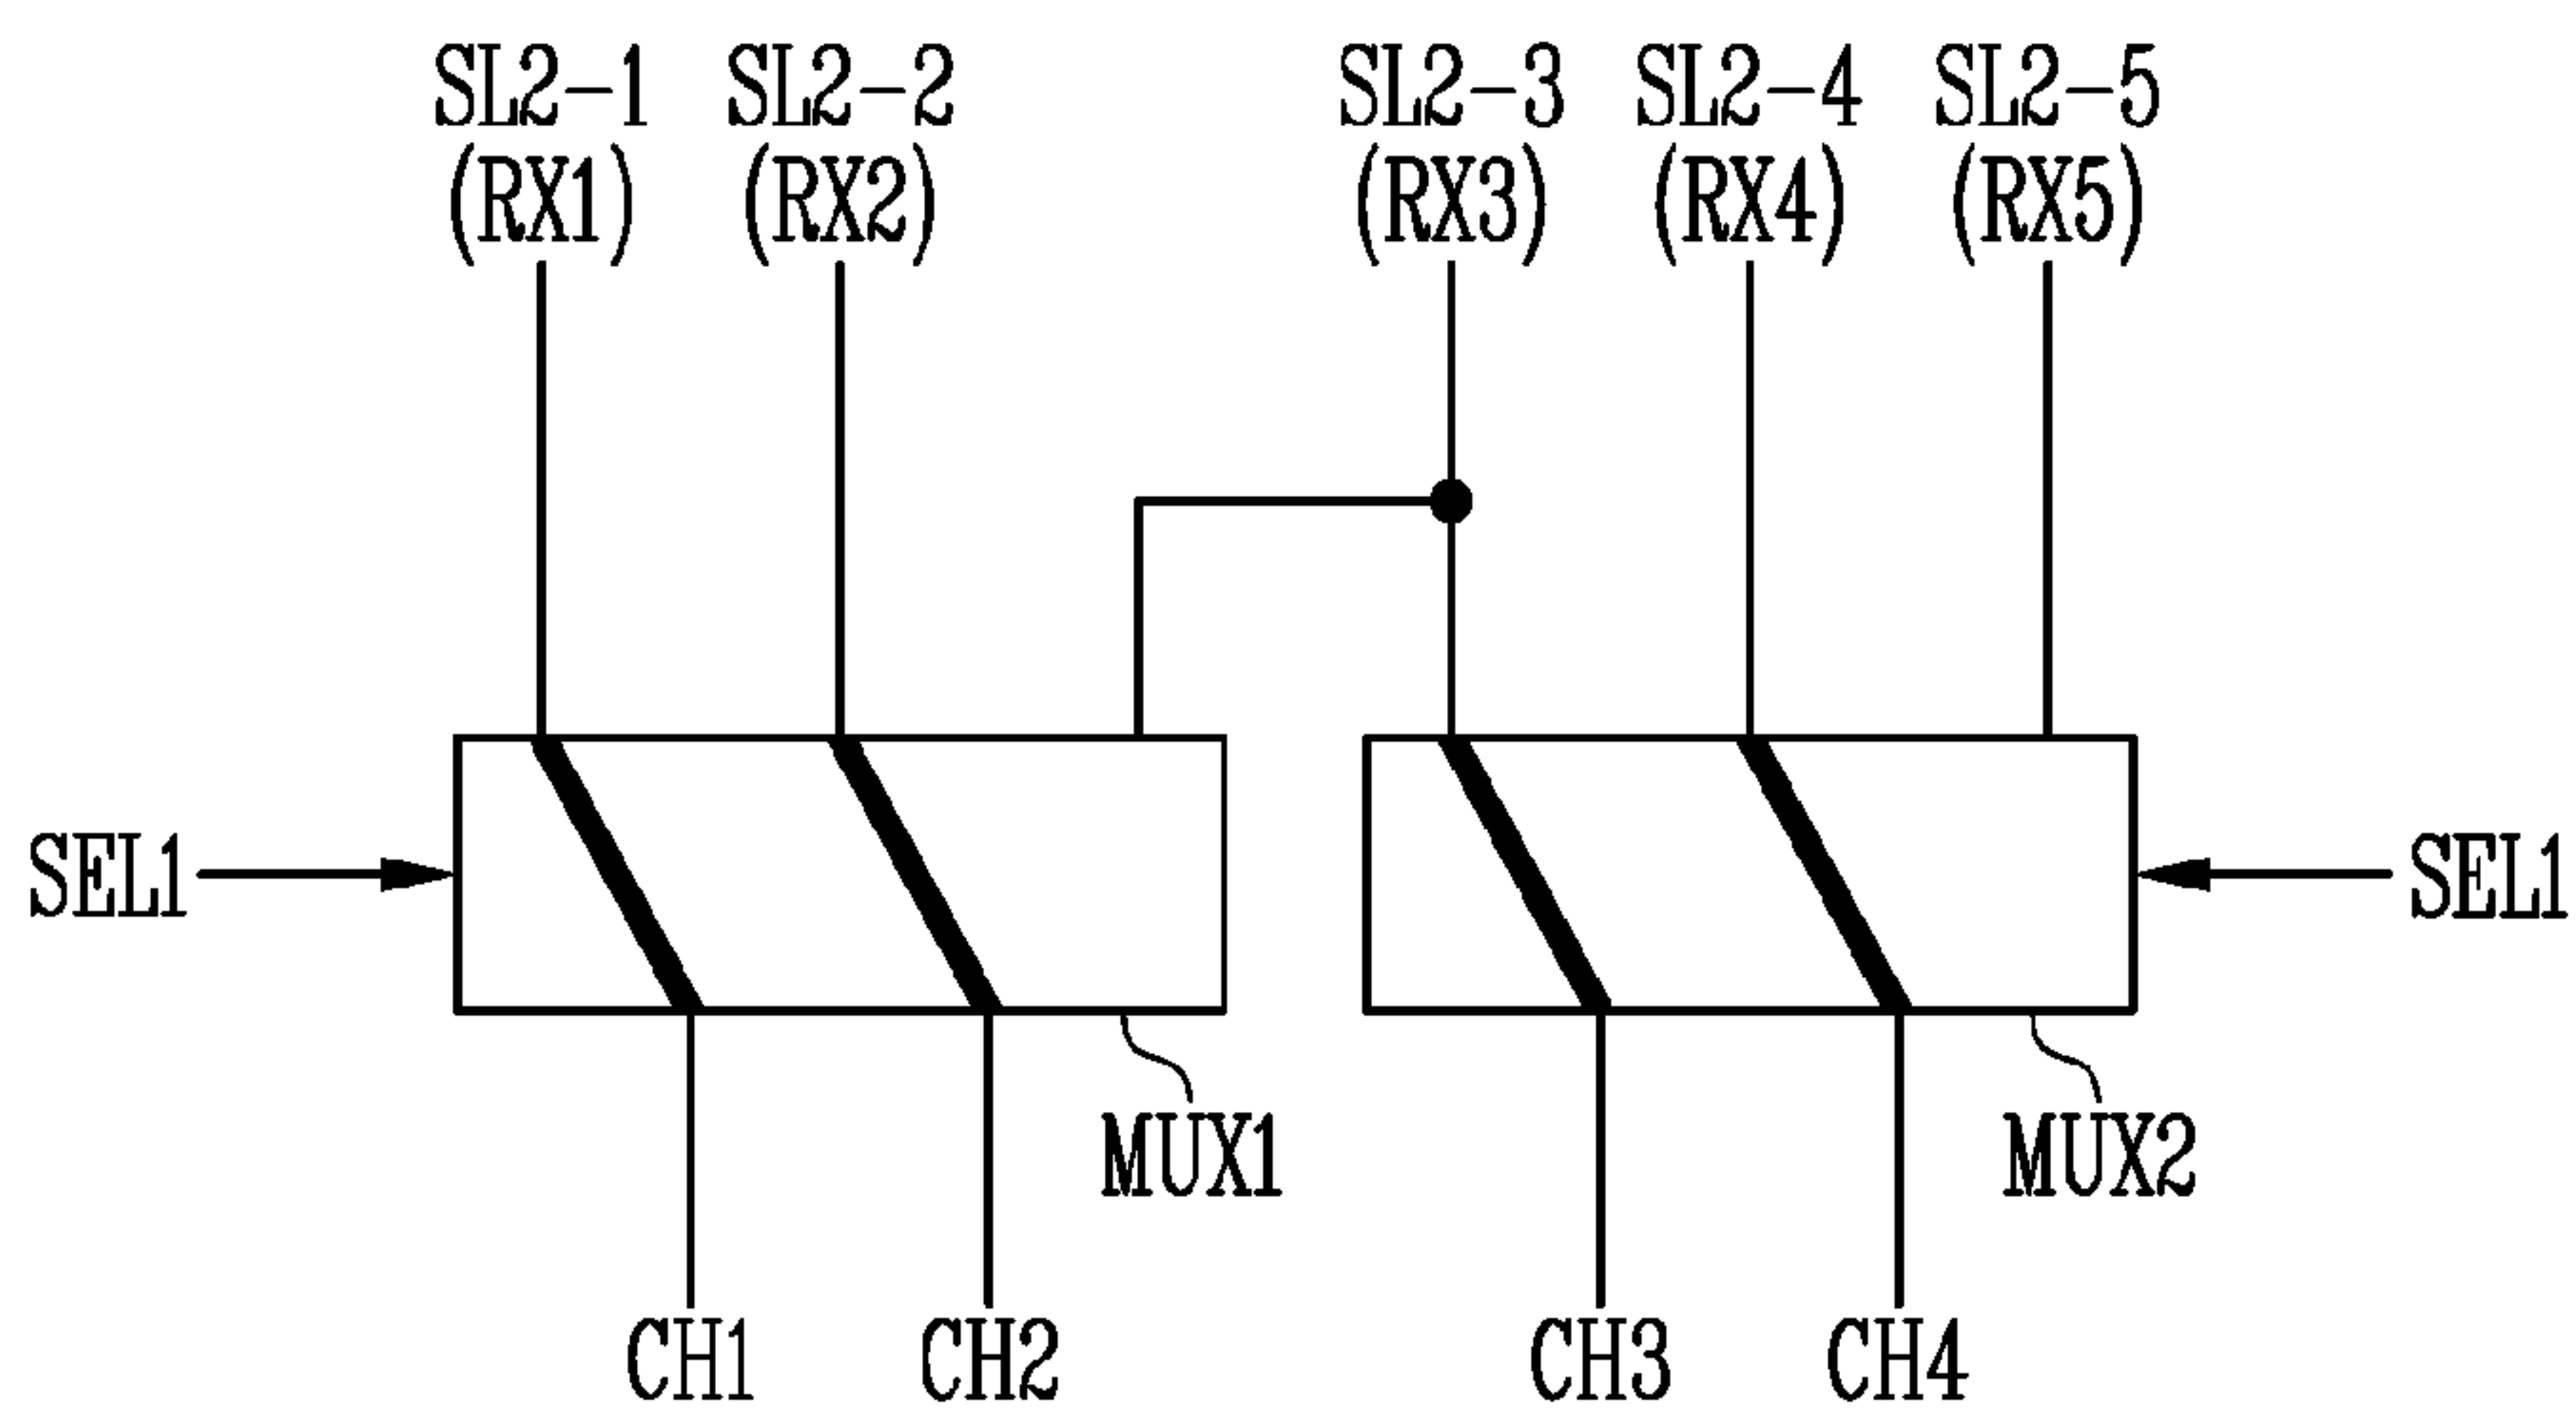 SL2-1 SL2-2 SL2-3 SL2-4 SL2-5
(RX1) (RX2) (RX3) (RX4) (RX5)
SEL1 SEL1
MUX1 MUX2
CH1 CH2 CH3 CH4